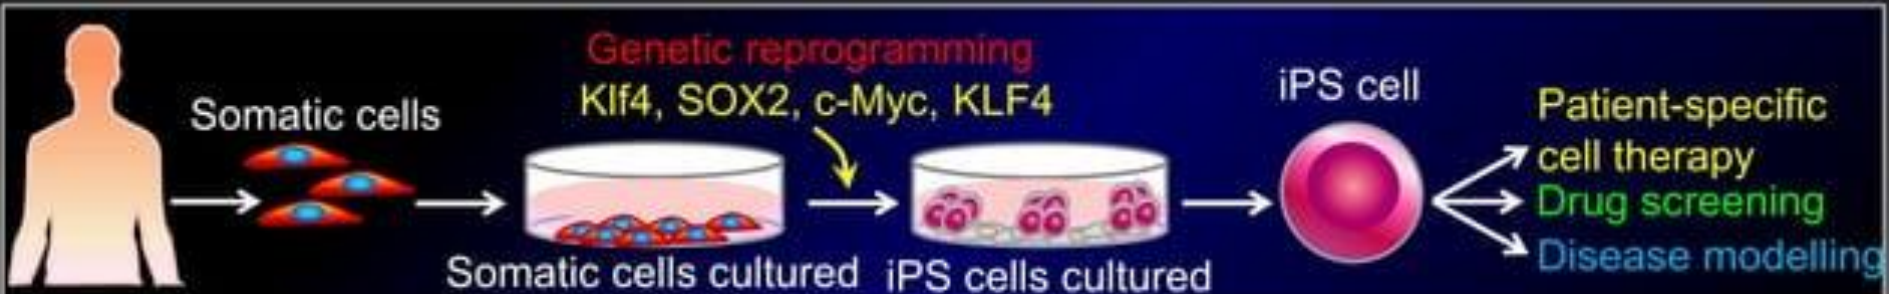 Genetic reprogramming
Klf4, SOX2, c-Myc, KLF4
Somatic cells
Somatic cells cultured
iPS cells cultured
iPS cell
Patient-specific
cell therapy
Drug screening
Disease modelling